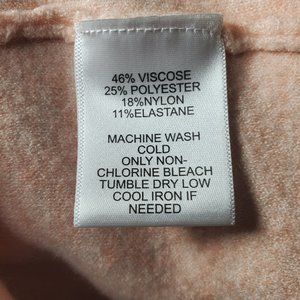 46% VISCOSE
25% POLYESTER
18%NYLON
11%ELASTANE
MACHINE WASH
COLD
ONLY NON-
CHLORINE BLEACH
TUMBLE DRY LOW
COOL IRON IF
NEEDED